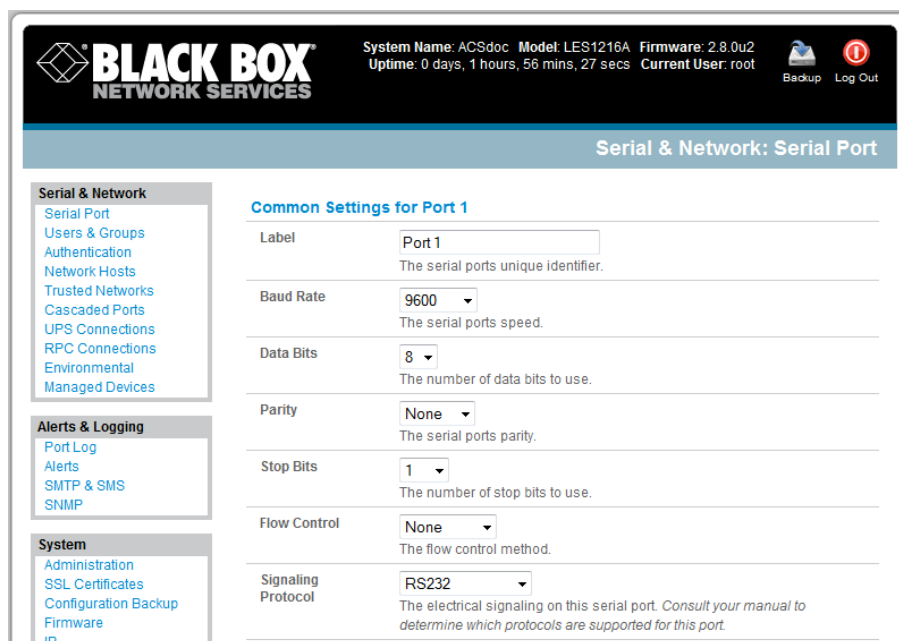 BLACK BOX®
NETWORK SERVICES
System Name: ACSdoc Model: LES1216A Firmware: 2.8.0u2
Uptime: 0 days, 1 hours, 56 mins, 27 secs Current User: root
Backup
Log Out
Serial & Network: Serial Port
Serial & Network
Serial Port
Users & Groups
Authentication
Network Hosts
Trusted Networks
Cascaded Ports
UPS Connections
RPC Connections
Environmental
Managed Devices
Alerts & Logging
Port Log
Alerts
SMTP & SMS
SNMP
System
Administration
SSL Certificates
Configuration Backup
Firmware
IP
Common Settings for Port 1
Label
Port 1
The serial ports unique identifier.
Baud Rate
9600
The serial ports speed.
Data Bits
8
The number of data bits to use.
Parity
None
The serial ports parity.
Stop Bits
1
The number of stop bits to use.
Flow Control
None
The flow control method.
Signaling
Protocol
RS232
The electrical signaling on this serial port. Consult your manual to
determine which protocols are supported for this port.